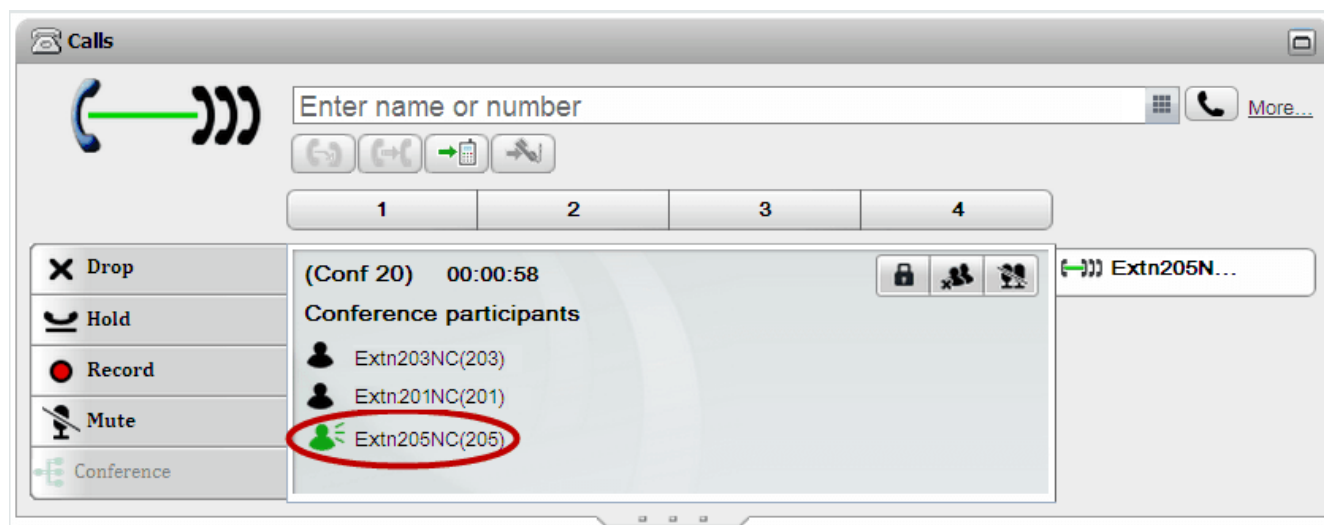 Calls
Enter name or number
More...
1 2 3 4
Drop
Hold
Record
Mute
Conference
(Conf 20) 00:00:58
Conference participants
Extn203NC(203)
Extn201NC(201)
Extn205NC(205)
Extn205N...